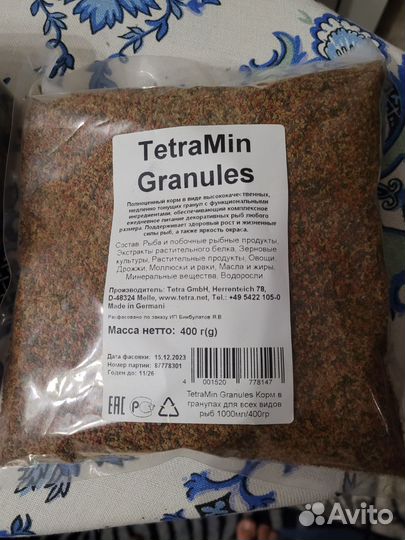 TetraMin
Granules
Полноценный корм в виде высококачественных,
медленно тонущих гранул с функциональными
ингредиентами, обеспечивающий комплексное
ежедневное питание декоративных рыб любого
размера. Поддерживает здоровый рост и жизненные
силы рыб, а также яркость окраса.
Состав. Рыба и побочные рыбные продукты,
Экстракты растительного белка, Зерновые
культуры, Растительные продукты, Овощи,
Дрожжи, Моллюски и раки, Масла и жиры,
Минеральные вещества, Водоросли
Производитель: Tetra GmbH, Herrenteich 78,
D-48324 Melle, www.tetra.net, Tel.: +49 5422 105-0
Made in Germani
Расфасовано по заказу ИП Бикбулатов Я.В
Масса нетто: 400 г(g)
Дата фасовки: 15.12.2023
Номер партии: 87778301
Годен до: 11/26
4 001520 778147
TetraMin Granules Корм в
гранулах для всех видов
рыб 1000мл/400гр
EAC
РСТ
Avito